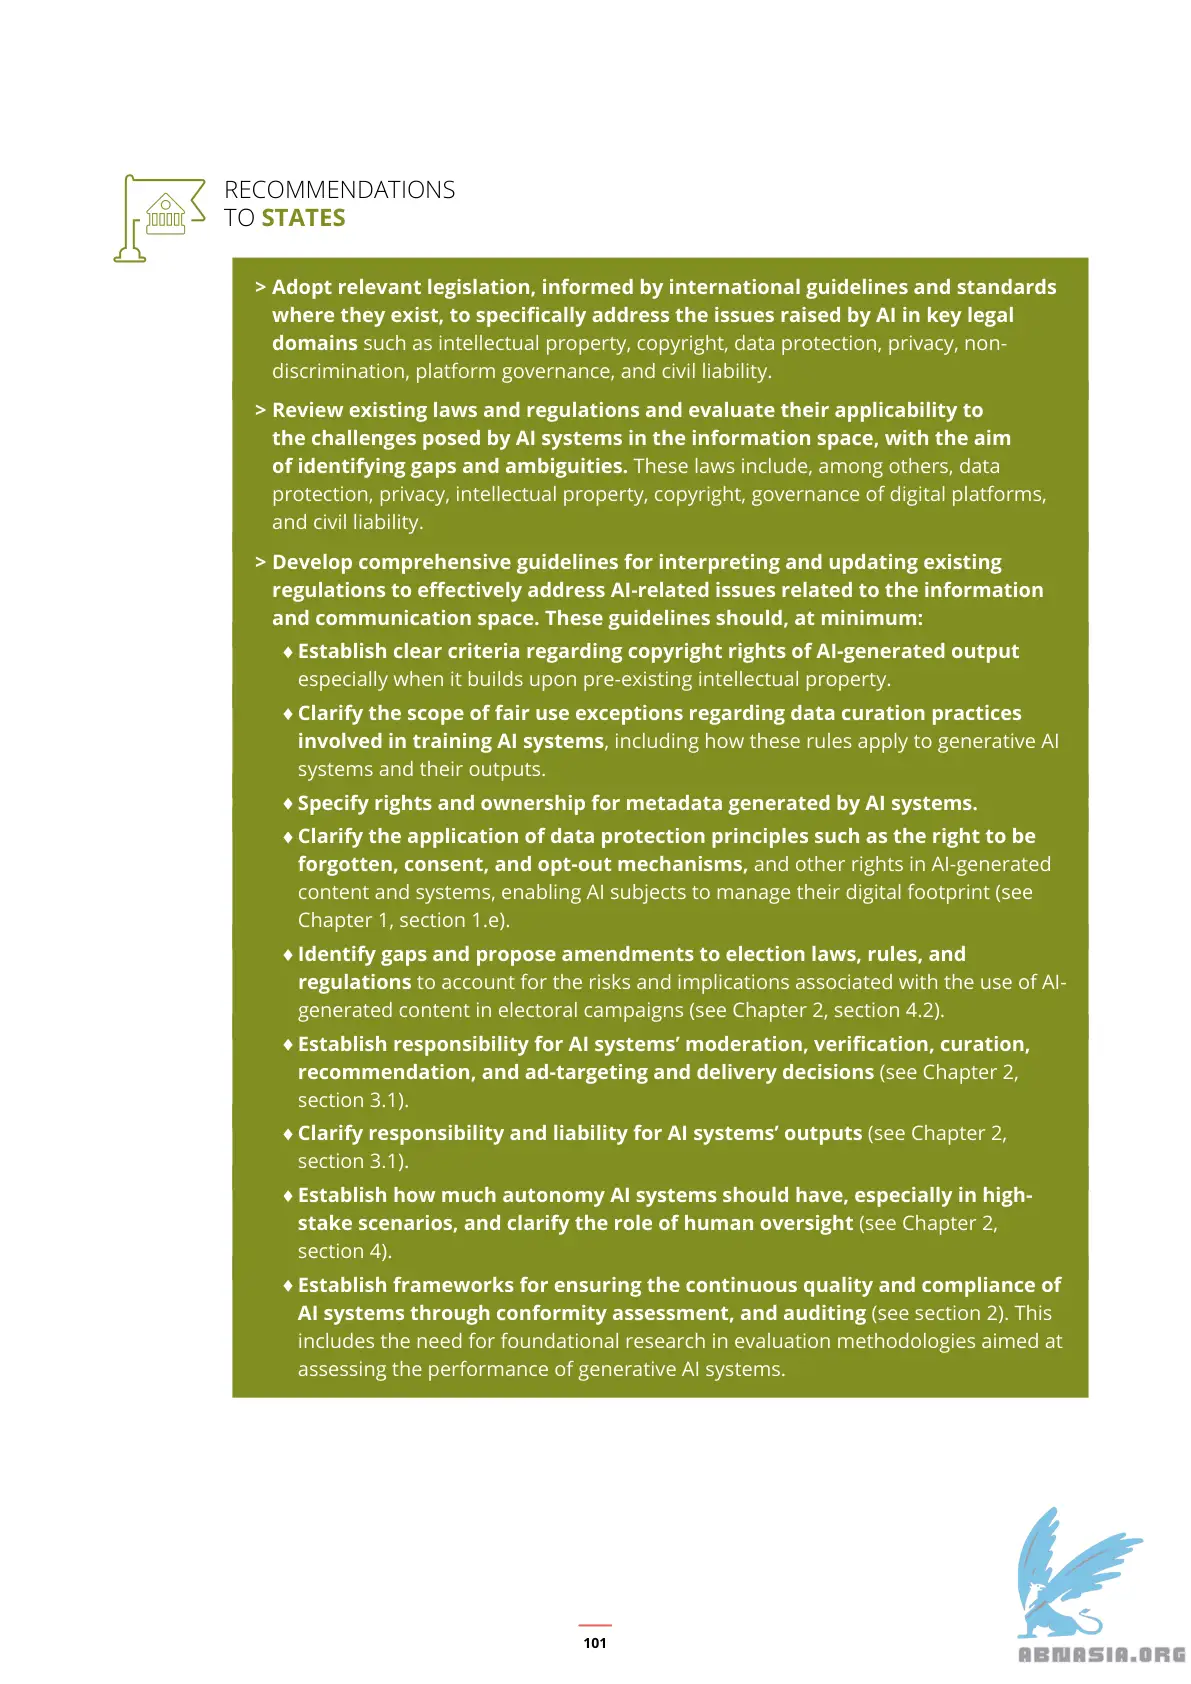 RECOMMENDATIONS
TO STATES
> Adopt relevant legislation, informed by international guidelines and standards
where they exist, to specifically address the issues raised by AI in key legal
domains such as intellectual property, copyright, data protection, privacy, non-
discrimination, platform governance, and civil liability.
> Review existing laws and regulations and evaluate their applicability to
the challenges posed by AI systems in the information space, with the aim
of identifying gaps and ambiguities. These laws include, among others, data
protection, privacy, intellectual property, copyright, governance of digital platforms,
and civil liability.
> Develop comprehensive guidelines for interpreting and updating existing
regulations to effectively address AI-related issues related to the information
and communication space. These guidelines should, at minimum:
♦ Establish clear criteria regarding copyright rights of AI-generated output
especially when it builds upon pre-existing intellectual property.
♦ Clarify the scope of fair use exceptions regarding data curation practices
involved in training AI systems, including how these rules apply to generative AI
systems and their outputs.
♦ Specify rights and ownership for metadata generated by AI systems.
♦ Clarify the application of data protection principles such as the right to be
forgotten, consent, and opt-out mechanisms, and other rights in AI-generated
content and systems, enabling AI subjects to manage their digital footprint (see
Chapter 1, section 1.e).
♦ Identify gaps and propose amendments to election laws, rules, and
regulations to account for the risks and implications associated with the use of AI-
generated content in electoral campaigns (see Chapter 2, section 4.2).
♦ Establish responsibility for AI systems’ moderation, verification, curation,
recommendation, and ad-targeting and delivery decisions (see Chapter 2,
section 3.1).
♦ Clarify responsibility and liability for AI systems’ outputs (see Chapter 2,
section 3.1).
♦ Establish how much autonomy AI systems should have, especially in high-
stake scenarios, and clarify the role of human oversight (see Chapter 2,
section 4).
♦ Establish frameworks for ensuring the continuous quality and compliance of
AI systems through conformity assessment, and auditing (see section 2). This
includes the need for foundational research in evaluation methodologies aimed at
assessing the performance of generative AI systems.
101
ABNASIA.ORG